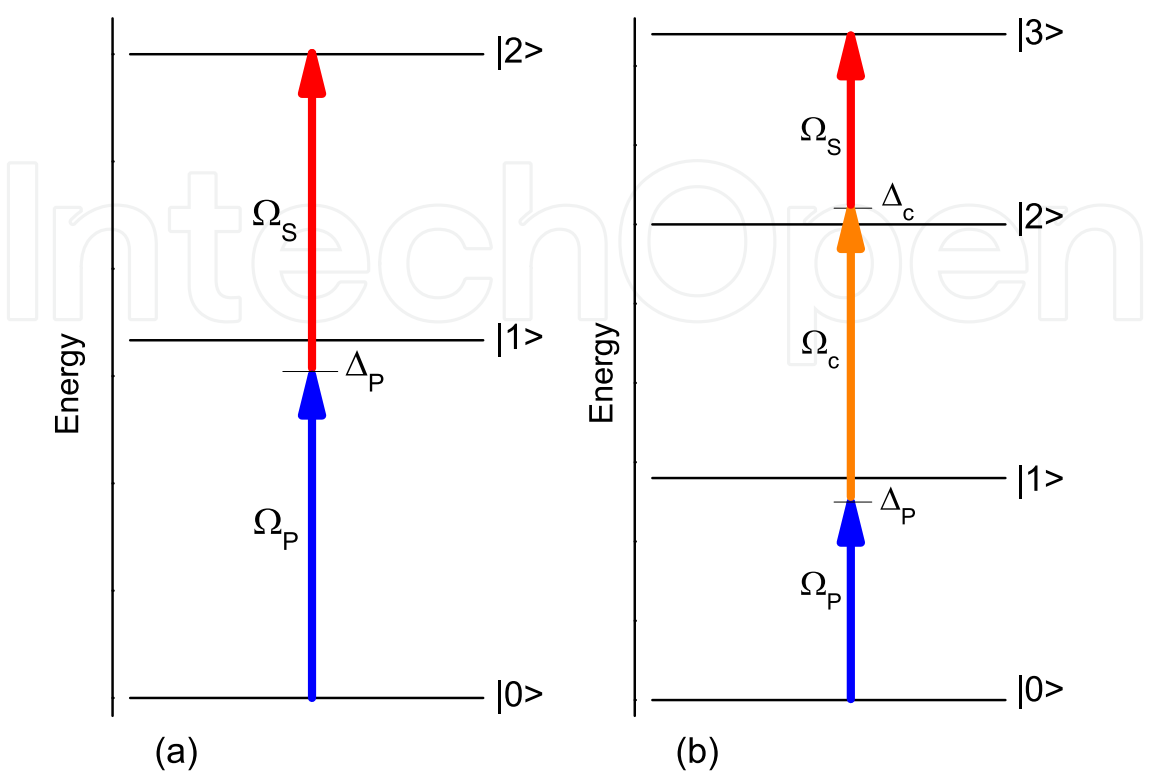 |2>
Ω_S
|1>
Δ_P
Energy
Ω_P
|0>
(a)
|3>
Ω_S
Δ_c
|2>
Ω_c
Energy
|1>
Δ_P
Ω_P
|0>
(b)
IntechOpen